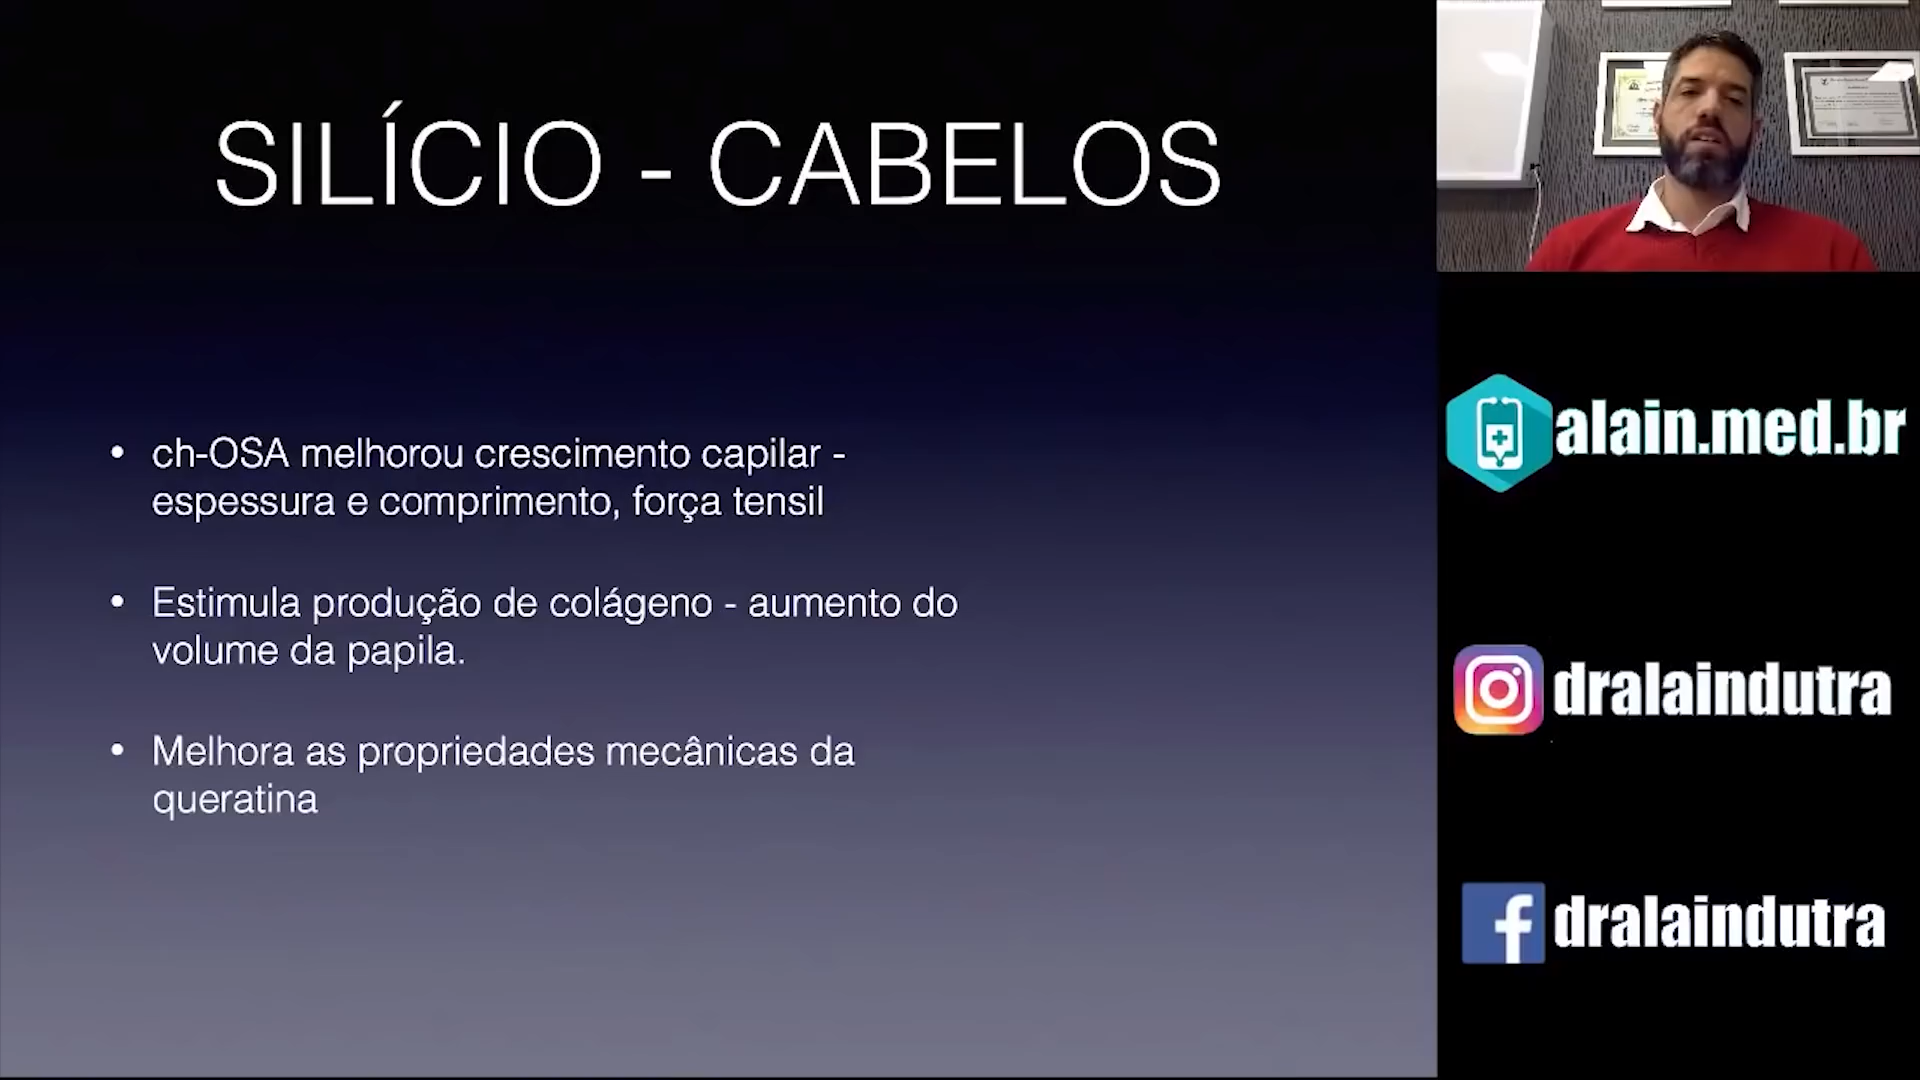 SILÍCIO - CABELOS
• ch-OSA melhorou crescimento capilar -
espessura e comprimento, força tensil
• Estimula produção de colágeno - aumento do
volume da papila.
• Melhora as propriedades mecânicas da
queratina
alain.med.br
dralaindutra
dralaindutra